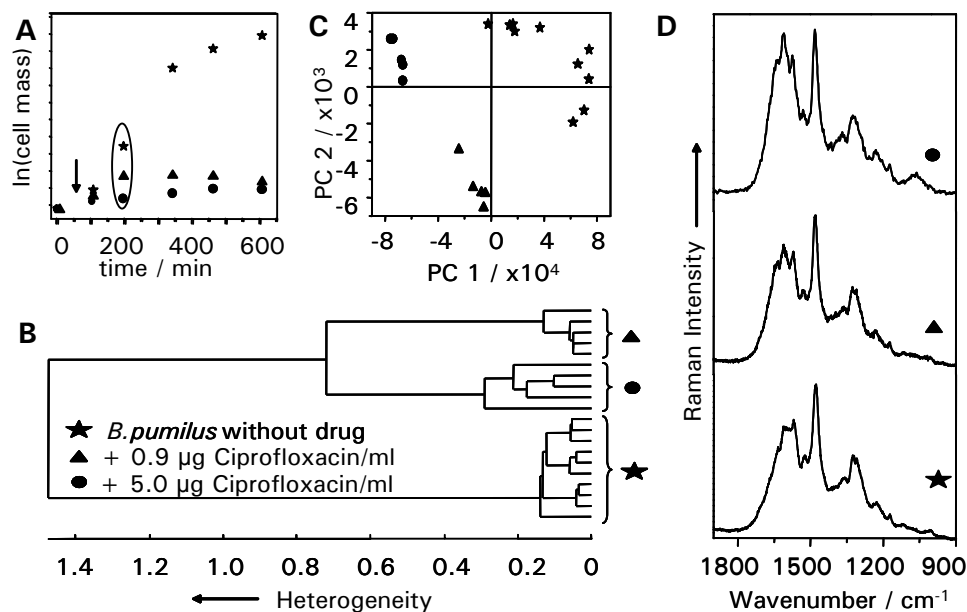 A
ln(cell mass)
0 200 400 600
time / min
C
4
2
0
-2
-4
-6
PC 2 / x10³
-8 -4 0 4 8
PC 1 / x10⁴
D
Raman Intensity
1800 1500 1200 900
Wavenumber / cm⁻¹
B
B.pumilus without drug
+ 0.9 µg Ciprofloxacin/ml
+ 5.0 µg Ciprofloxacin/ml
1.4 1.2 1.0 0.8 0.6 0.4 0.2 0
Heterogeneity